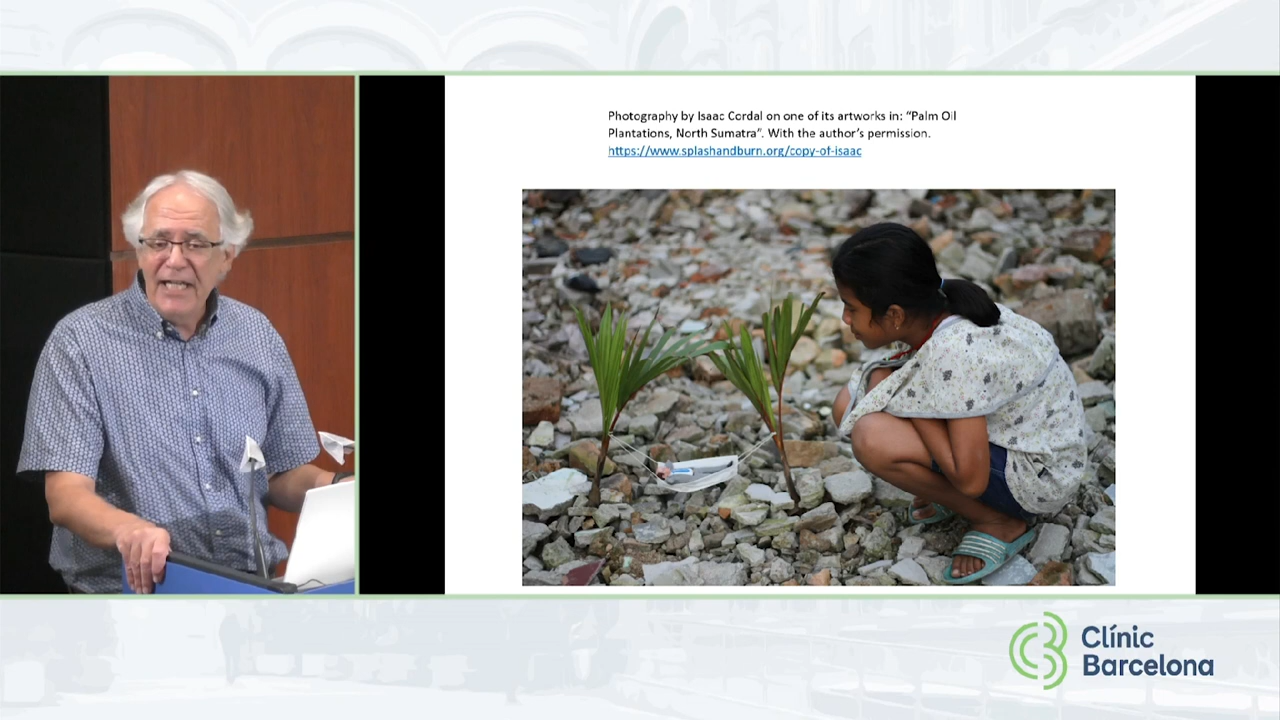 Photography by Isaac Cordal on one of its artworks in: “Palm Oil
Plantations, North Sumatra”. With the author’s permission.
https://www.splashandburn.org/copy-of-isaac
Clínic
Barcelona